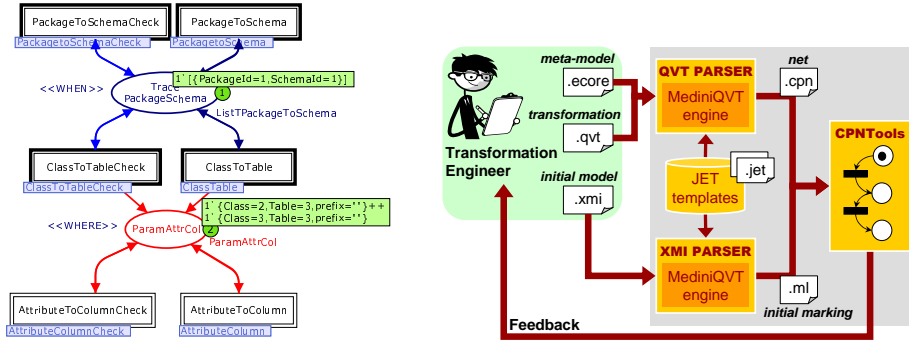 PackageToSchemaCheck
PackageToSchema
PackagetoSchemaCheck
PackagetoSchema
1`[{PackageId=1,SchemaId=1}]
Trace
PackageSchema
1
<<WHEN>>
ListTPackageToSchema
ClassToTableCheck
ClassToTable
ClassToTableCheck
ClassTable
1`{Class=2,Table=3,prefix=""}++
1`{Class=3,Table=3,prefix=""}
<<WHERE>>
ParamAttrCol
2
ParamAttrCol
AttributeToColumnCheck
AttributeToColumn
AttributeColumnCheck
AttributeColumn
meta-model
.ecore
transformation
.qvt
Transformation
Engineer
initial model
.xmi
QVT PARSER
MediniQVT
engine
net
.cpn
CPNTools
.jet
JET
templates
XMI PARSER
MediniQVT
engine
.ml
initial marking
Feedback